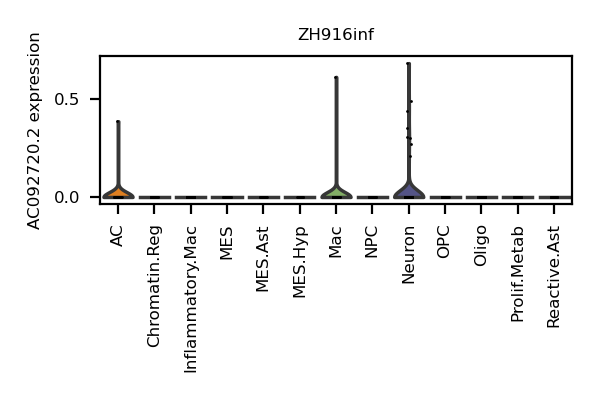 ZH916inf
AC092720.2 expression
0.5
0.0
AC
Chromatin.Reg
Inflammatory.Mac
MES
MES.Ast
MES.Hyp
Mac
NPC
Neuron
OPC
Oligo
Prolif.Metab
Reactive.Ast